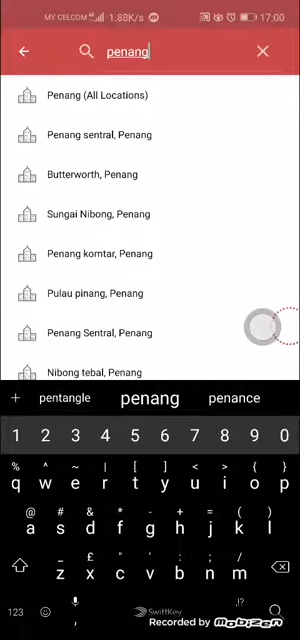 MY CELCOM 1.88K/s 17:00
penang
Penang (All Locations)
Penang sentral, Penang
Butterworth, Penang
Sungai Nibong, Penang
Penang komtar, Penang
Pulau pinang, Penang
Penang Sentral, Penang
Nibong tebal, Penang
+ pentangle penang penance
1 2 3 4 5 6 7 8 9 0
% ^ ~ | [ ] < > { }
q w e r t y u i o p
@ # & * - + = ( )
a s d f g h j k l
_ £ " ' : ; /
z x c v b n m
,!?
123 , SwiftKey
Recorded by MOBIZEN